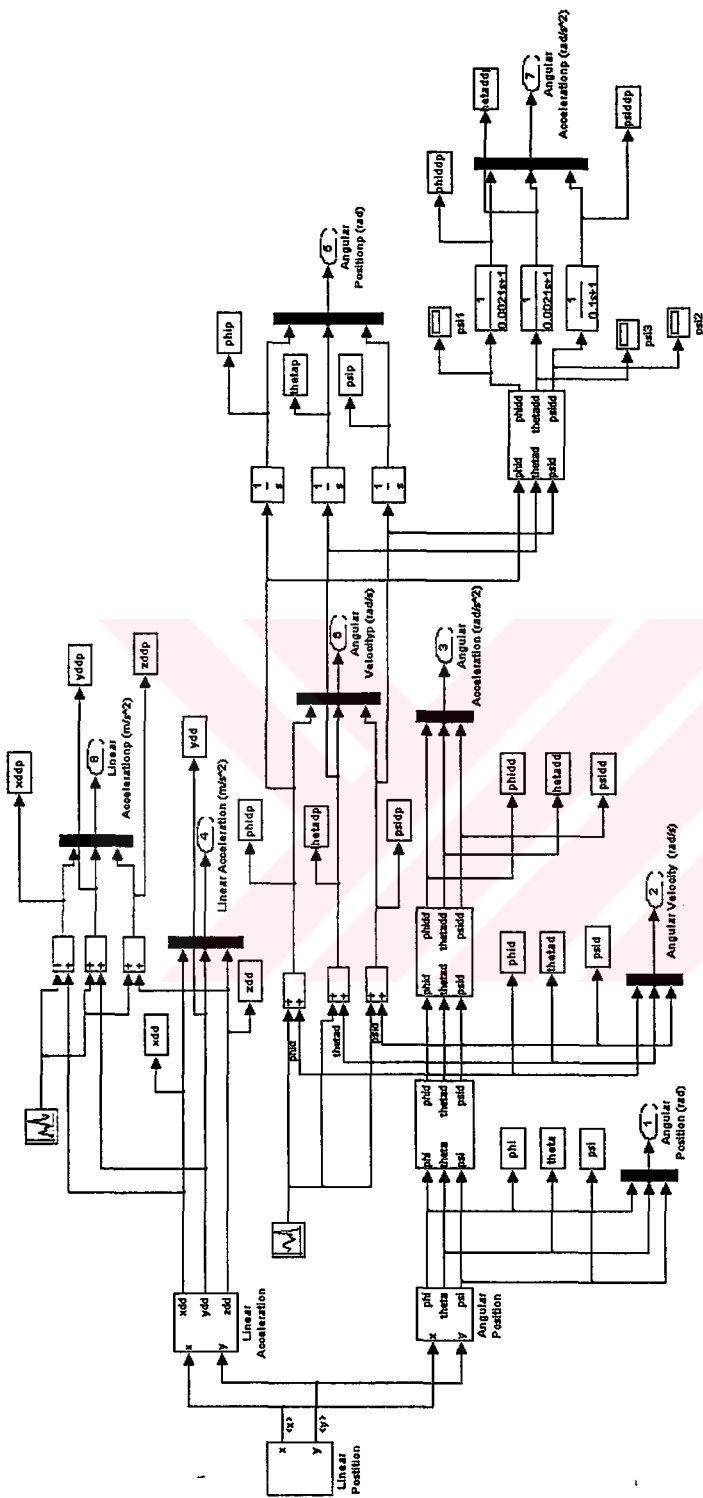 x
y
<x>
<y>
Linear
Postition
x
y
xdd
ydd
zdd
Linear
Acceleration
x
y
phi
theta
psi
Angular
Position
xdd
ydd
zdd
4
Linear Acceleration (m/s^2)
xddp
yddp
zddp
8
Linear
Accelerationp (m/s^2)
phi
theta
psi
1
Angular
Position (rad)
phi
theta
psi
phid
thetad
psid
phid
thetad
psid
phid
thetad
psid
2
Angular Velocity (rad/s)
phid
thetad
psid
phidd
thetadd
psidd
phidd
hetadd
psidd
3
Angular
Acceleration (rad/s^2)
phidp
hetadp
psidp
6
Angular
Velocityp (rad/s)
1
s
1
s
1
s
phip
thetap
psip
5
Angular
Positionp (rad)
phid
thetad
psid
phidd
thetadd
psidd
psi1
psi3
psi2
1
0.0021s+1
1
0.0021s+1
1
0.1s+1
phiddp
hetaddp
psiddp
7
Angular
Accelerationp (rad/s^2)